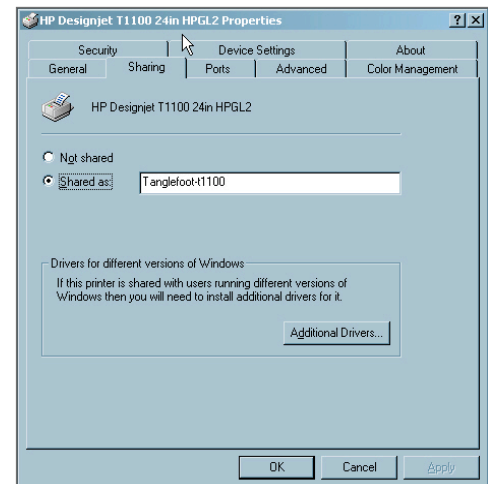 HP Designjet T1100 24in HPGL2 Properties
Security Device Settings About
General Sharing Ports Advanced Color Management
HP Designjet T1100 24in HPGL2
Not shared
Shared as: Tanglefoot-t1100
Drivers for different versions of Windows
If this printer is shared with users running different versions of
Windows then you will need to install additional drivers for it.
Additional Drivers...
OK Cancel Apply